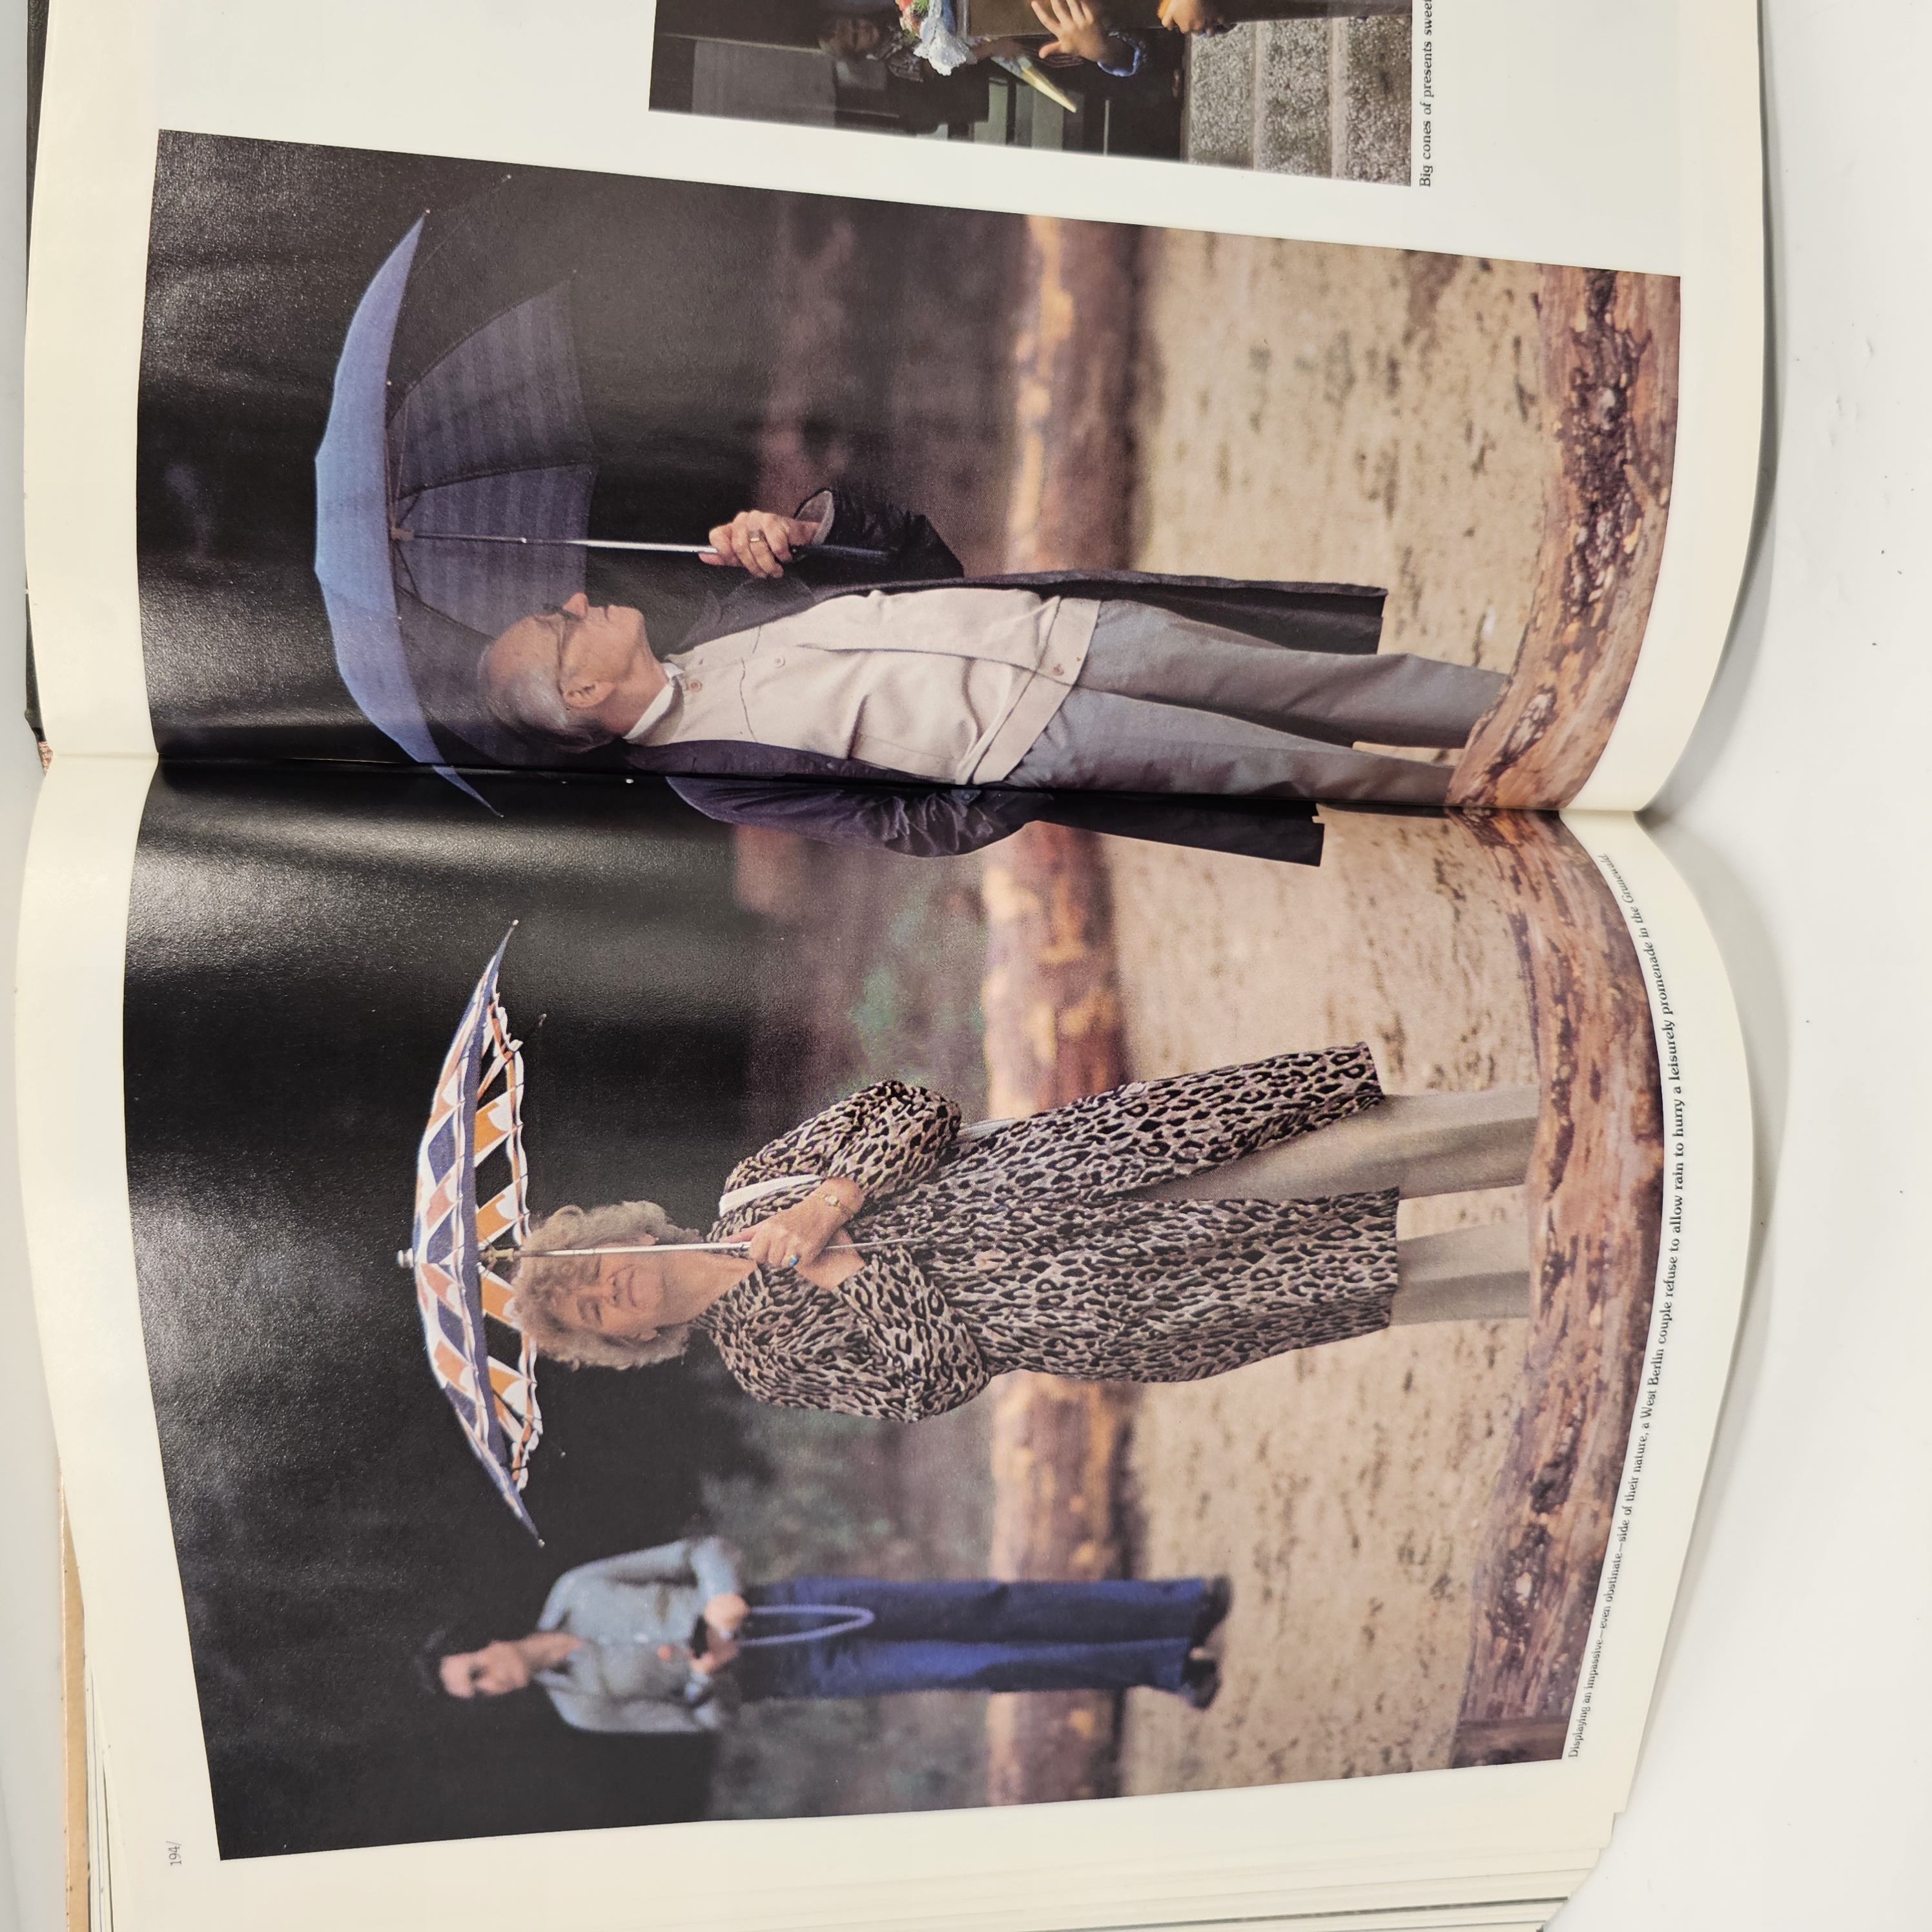 194/
Displaying an impassive—even obstinate—side of their nature, a West Berlin couple refuse to allow rain to hurry a leisurely promenade in the Grunewald.
Big cones of presents sweet